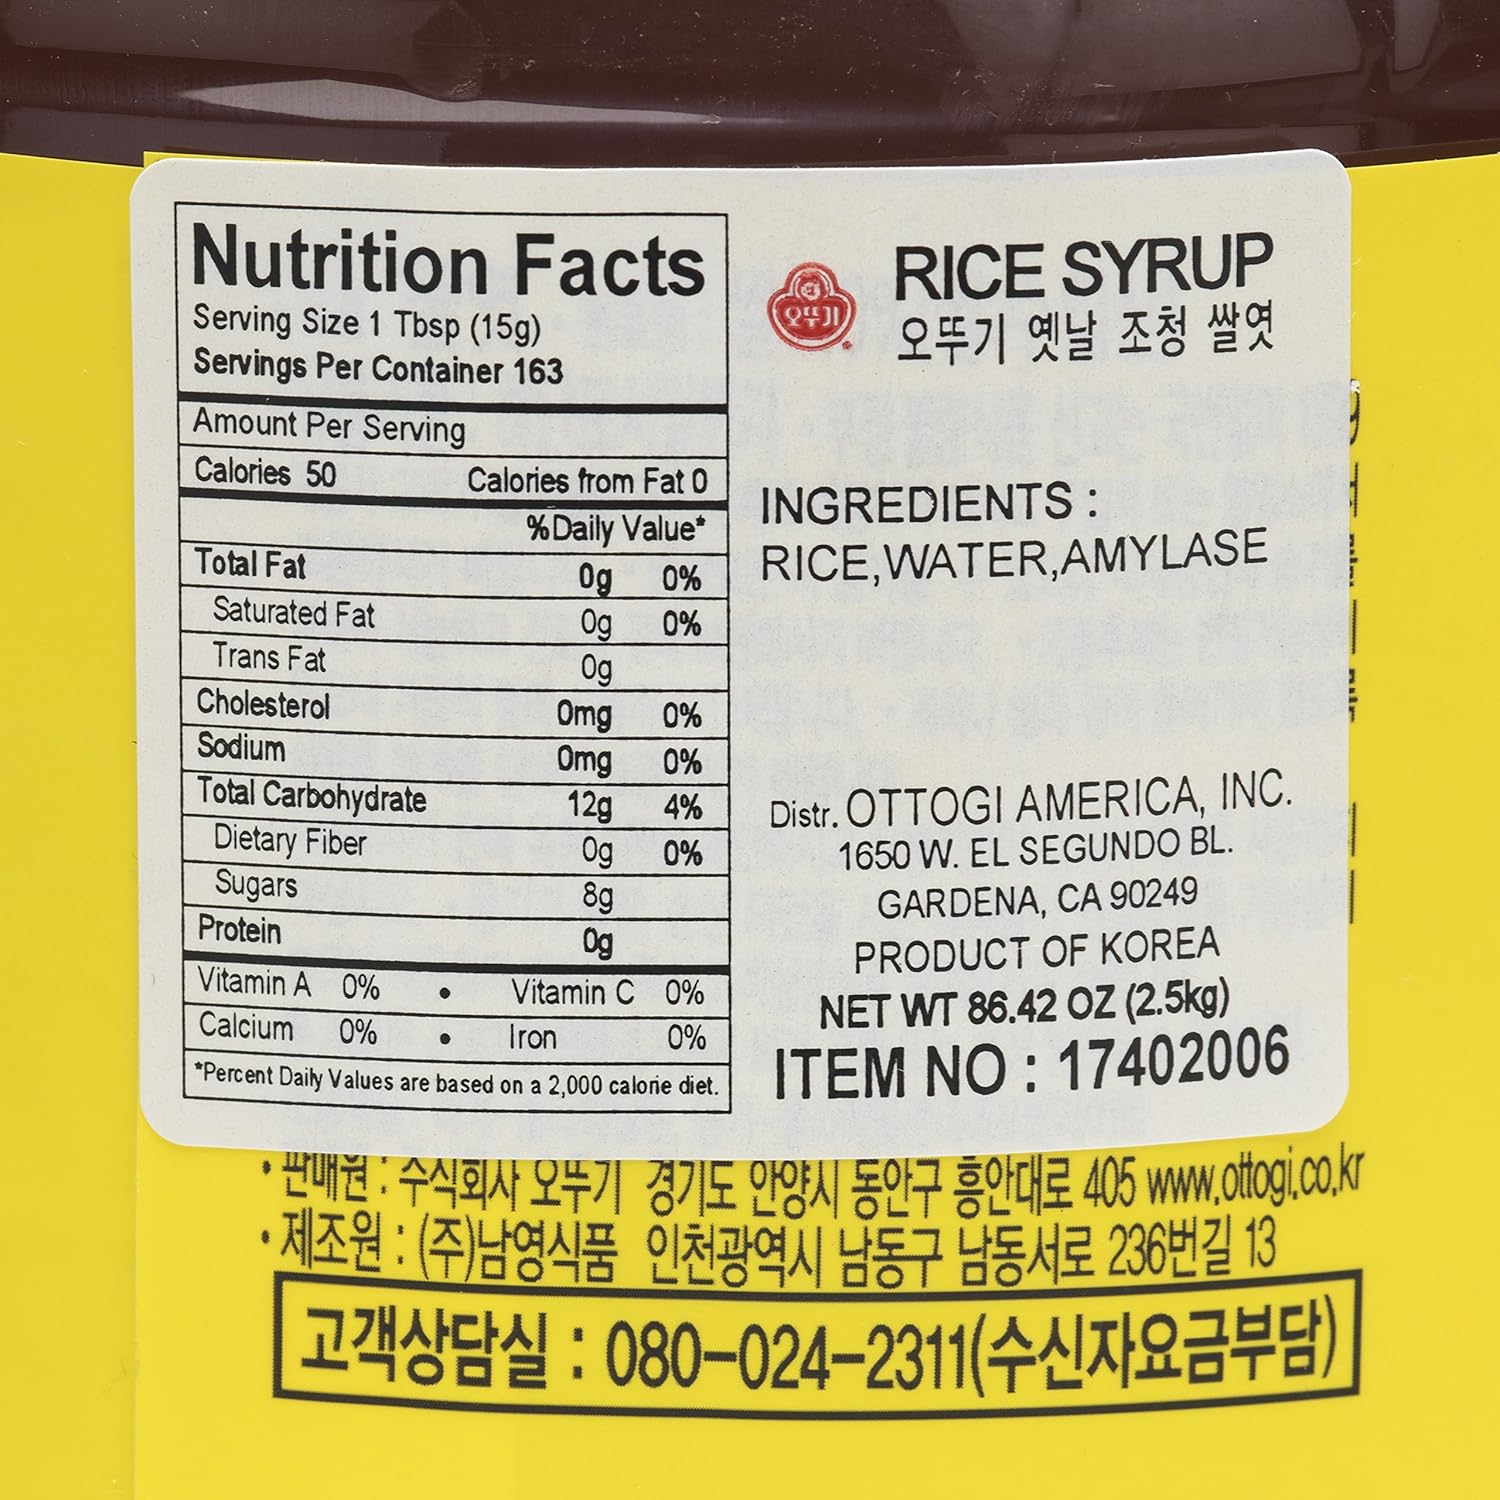 Nutrition Facts
Serving Size 1 Tbsp (15g)
Servings Per Container 163
Amount Per Serving
Calories 50 Calories from Fat 0
%Daily Value*
Total Fat 0g 0%
Saturated Fat 0g 0%
Trans Fat 0g
Cholesterol 0mg 0%
Sodium 0mg 0%
Total Carbohydrate 12g 4%
Dietary Fiber 0g 0%
Sugars 8g
Protein 0g
Vitamin A 0% • Vitamin C 0%
Calcium 0% • Iron 0%
*Percent Daily Values are based on a 2,000 calorie diet.
오뚜기
RICE SYRUP
오뚜기 옛날 조청 쌀엿
INGREDIENTS :
RICE,WATER,AMYLASE
Distr. OTTOGI AMERICA, INC.
1650 W. EL SEGUNDO BL.
GARDENA, CA 90249
PRODUCT OF KOREA
NET WT 86.42 OZ (2.5kg)
ITEM NO : 17402006
• 판매원 : 주식회사 오뚜기 경기도 안양시 동안구 흥안대로 405 www.ottogi.co.kr
• 제조원 : (주)남영식품 인천광역시 남동구 남동서로 236번길 13
고객상담실 : 080-024-2311(수신자요금부담)